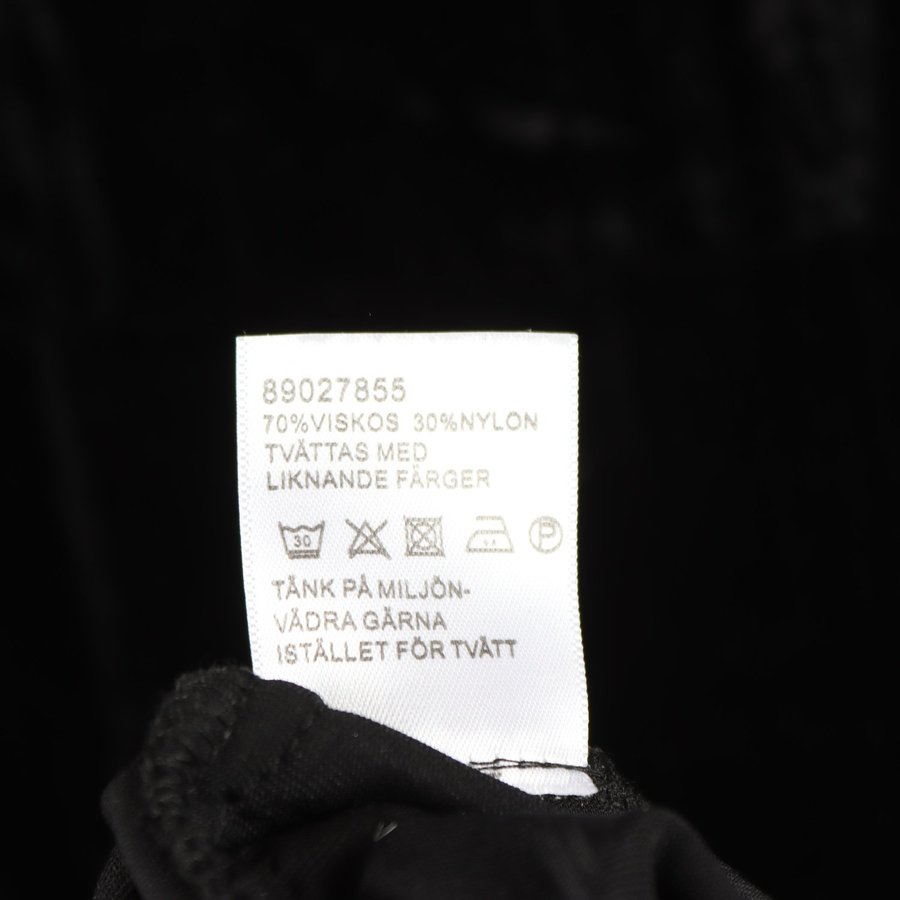 89027855
70%VISKOS 30%NYLON
TVÄTTAS MED
LIKNANDE FÄRGER
30 P
TÄNK PÅ MILJÖN-
VÄDRA GÄRNA
ISTÄLLET FÖR TVÄTT